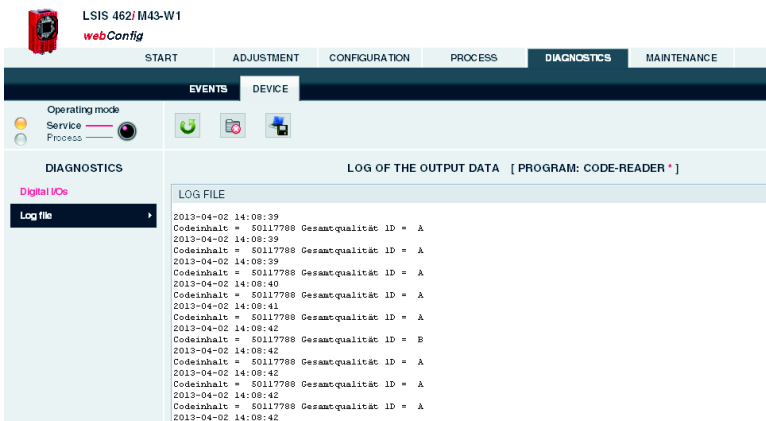 LSIS 462i M43-W1
webConfig
START ADJUSTMENT CONFIGURATION PROCESS DIAGNOSTICS MAINTENANCE
EVENTS DEVICE
Operating mode
Service
Process
DIAGNOSTICS
Digital I/Os
Log file
LOG OF THE OUTPUT DATA [ PROGRAM: CODE-READER * ]
LOG FILE
2013-04-02 14:08:39
Codeinhalt = 50117788 Gesamtqualität 1D = A
2013-04-02 14:08:39
Codeinhalt = 50117788 Gesamtqualität 1D = A
2013-04-02 14:08:39
Codeinhalt = 50117788 Gesamtqualität 1D = A
2013-04-02 14:08:40
Codeinhalt = 50117788 Gesamtqualität 1D = A
2013-04-02 14:08:41
Codeinhalt = 50117788 Gesamtqualität 1D = A
2013-04-02 14:08:42
Codeinhalt = 50117788 Gesamtqualität 1D = B
2013-04-02 14:08:42
Codeinhalt = 50117788 Gesamtqualität 1D = A
2013-04-02 14:08:42
Codeinhalt = 50117788 Gesamtqualität 1D = A
2013-04-02 14:08:42
Codeinhalt = 50117788 Gesamtqualität 1D = A
2013-04-02 14:08:42